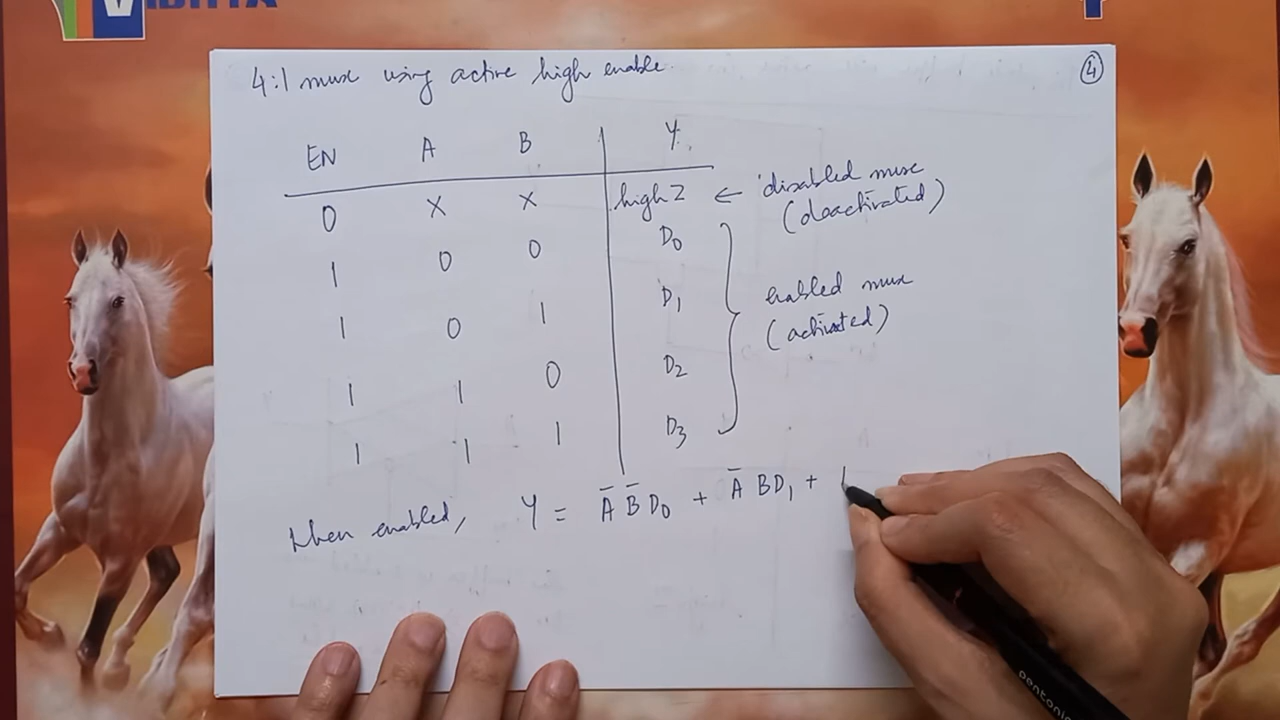 4:1 mux using active high enable.
4
EN A B Y
0 X X high Z ← disabled mux
(deactivated)
1 0 0 D0
1 0 1 D1
enabled mux
(activated)
1 1 0 D2
1 1 1 D3
When enabled, Y = A̅ B̅ D0 + A̅ B D1 +
pentonic